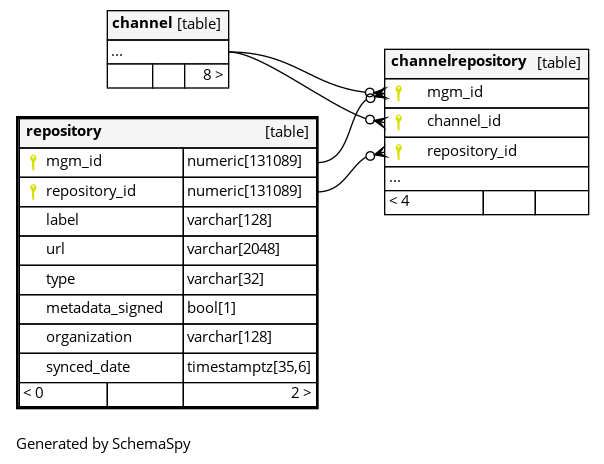 channel [table]
...
8 >
channelrepository [table]
mgm_id
channel_id
repository_id
...
< 4
repository [table]
mgm_id numeric[131089]
repository_id numeric[131089]
label varchar[128]
url varchar[2048]
type varchar[32]
metadata_signed bool[1]
organization varchar[128]
synced_date timestamptz[35,6]
< 0 2 >
Generated by SchemaSpy